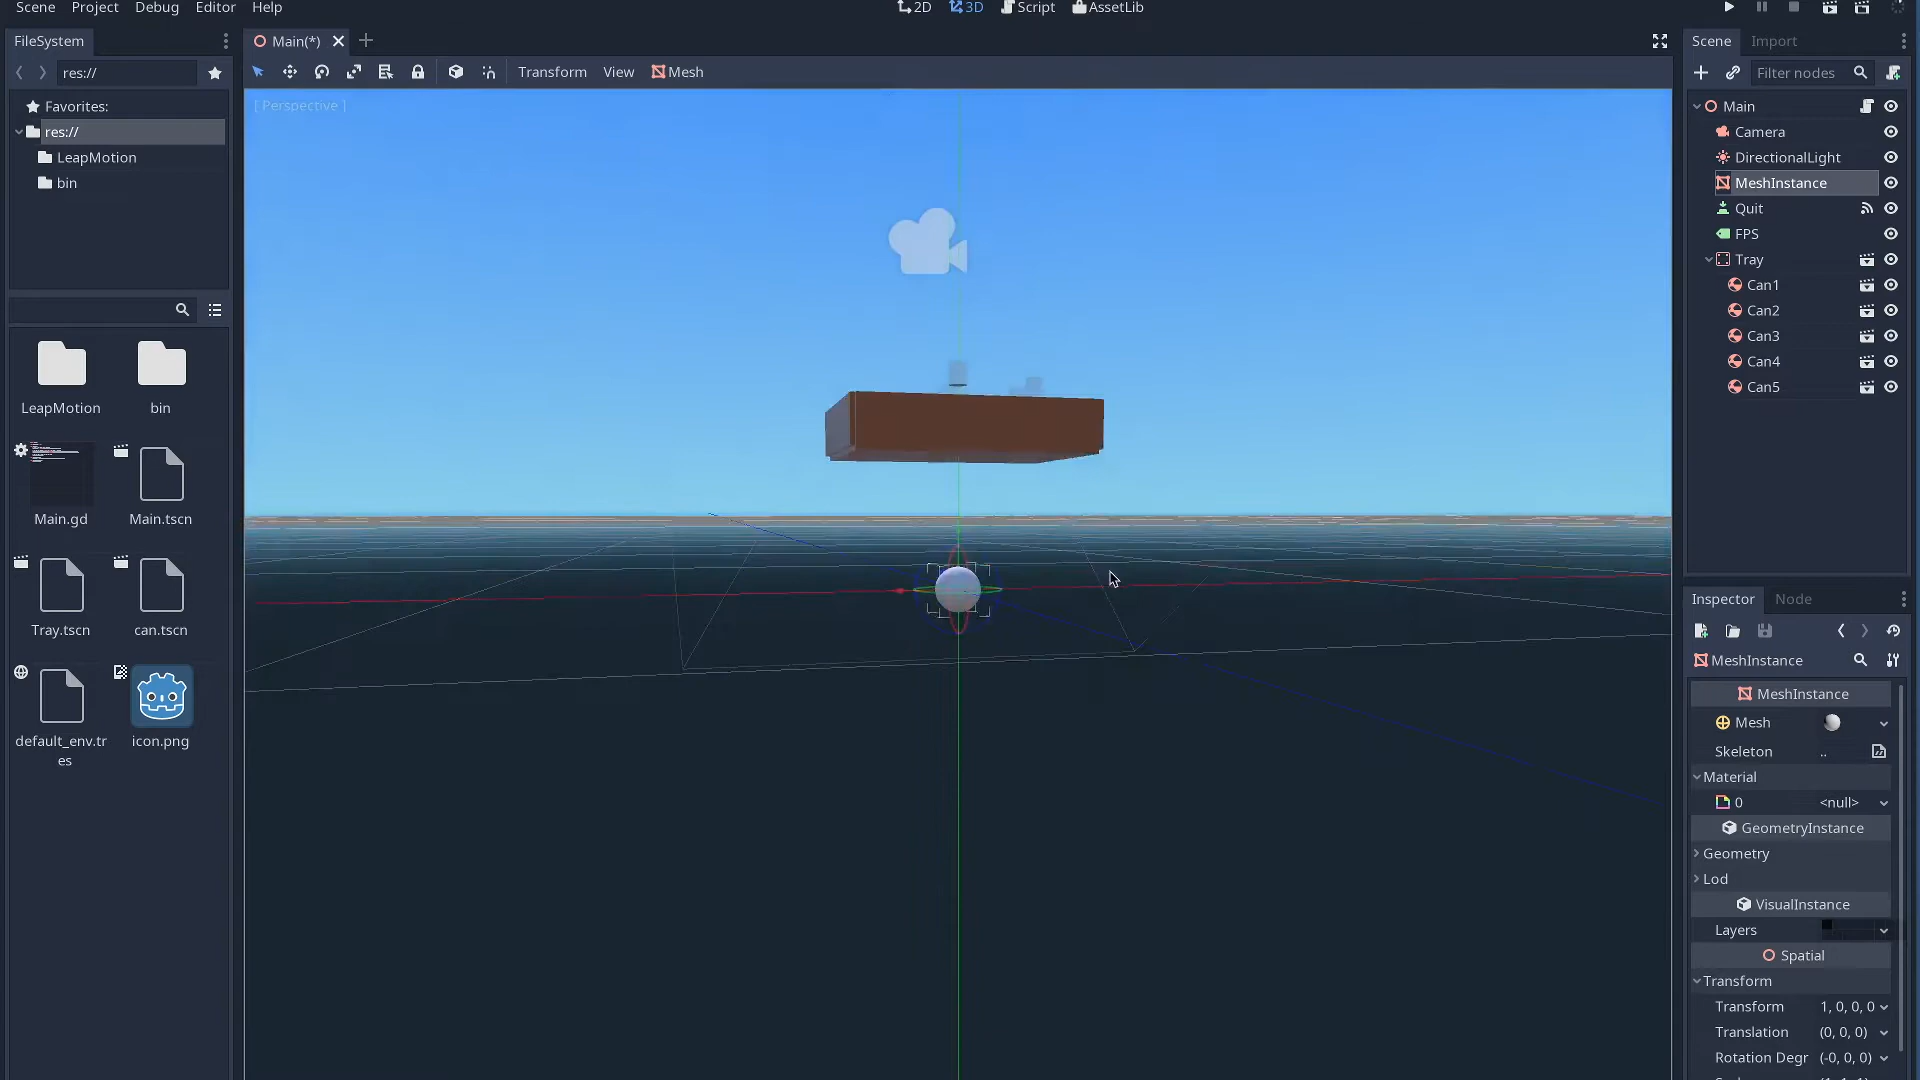 Scene Project Debug Editor Help
2D 3D Script AssetLib
FileSystem
res://
Favorites:
res://
LeapMotion
bin
LeapMotion bin
Main.gd Main.tscn
Tray.tscn can.tscn
default_env.tr
es
icon.png
Main(*)
Transform View Mesh
[ Perspective ]
Scene Import
Filter nodes
Main
Camera
DirectionalLight
MeshInstance
Quit
FPS
Tray
Can1
Can2
Can3
Can4
Can5
Inspector Node
MeshInstance
MeshInstance
Mesh
Skeleton ..
Material
0 <null>
GeometryInstance
Geometry
Lod
VisualInstance
Layers
Spatial
Transform
Transform 1, 0, 0, 0
Translation (0, 0, 0)
Rotation Degr (-0, 0, 0)